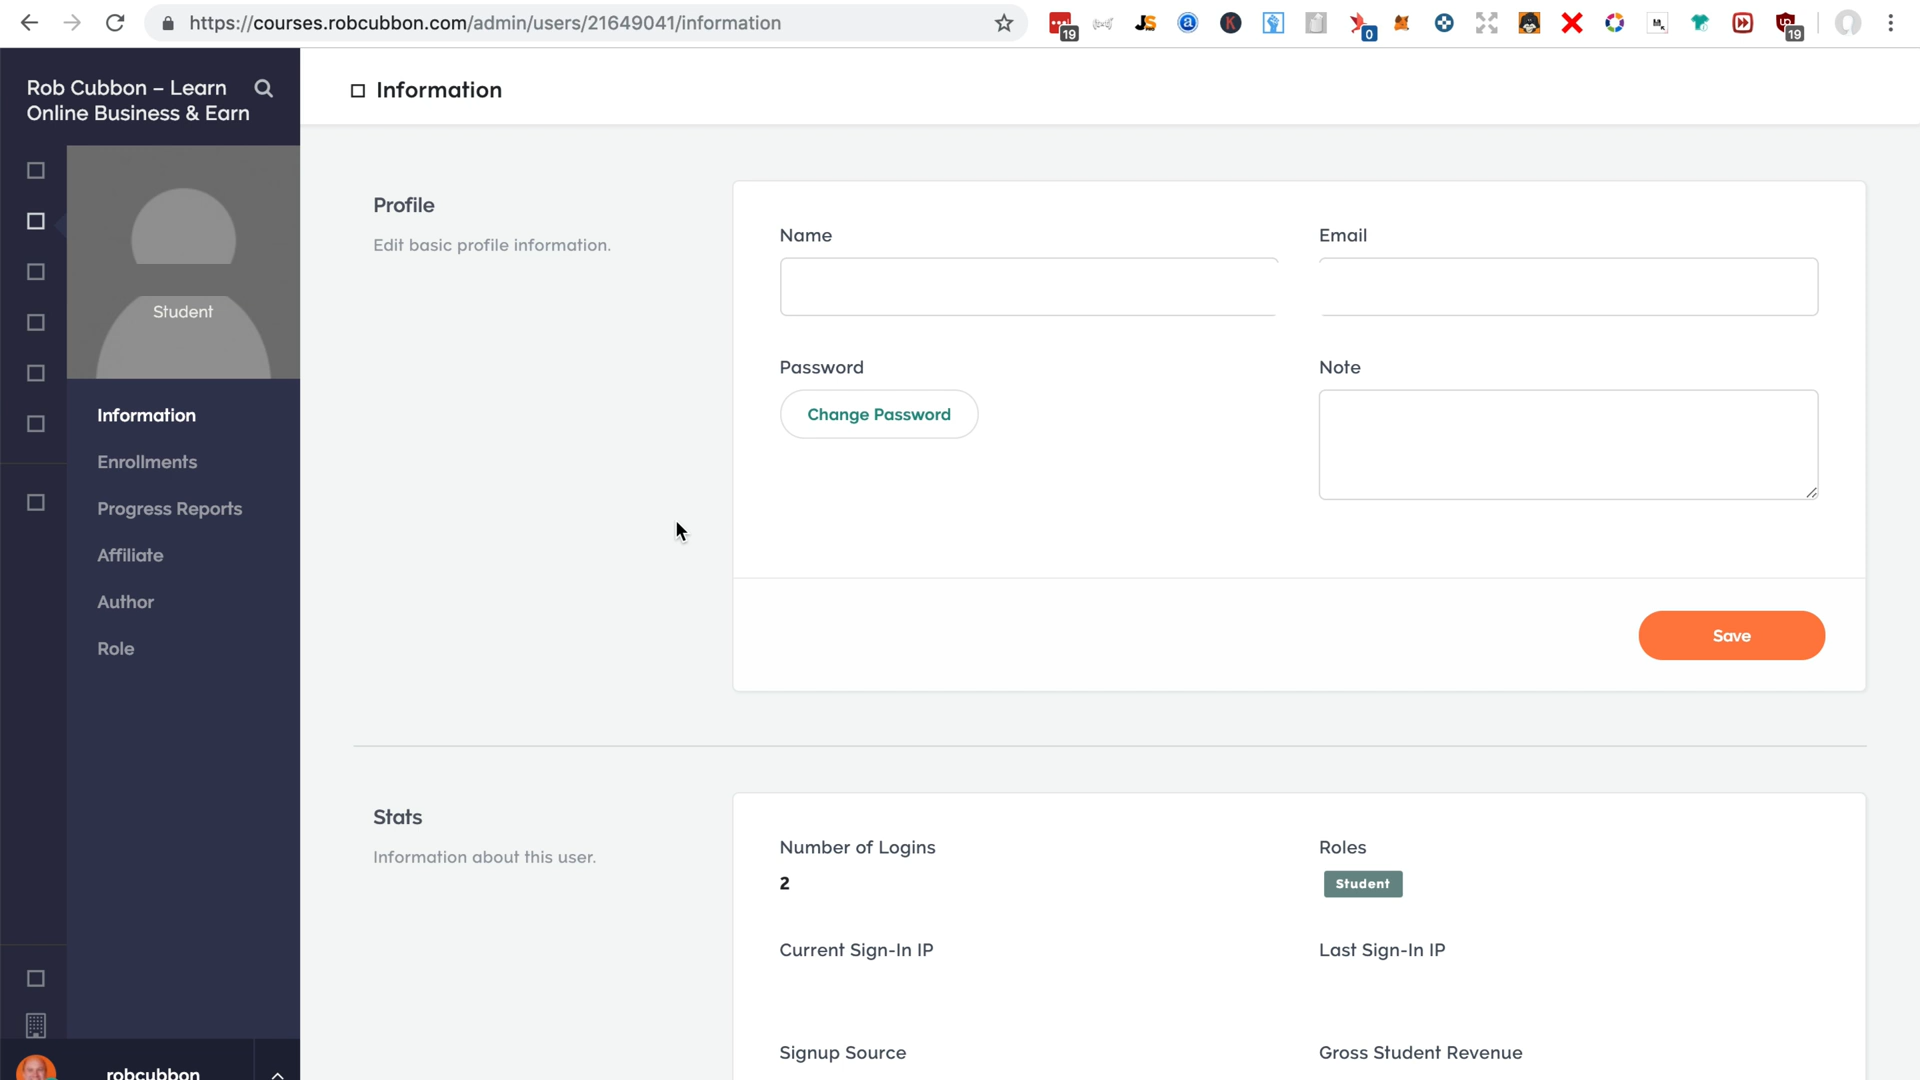 https://courses.robcubbon.com/admin/users/21649041/information
19
0
19
Rob Cubbon – Learn
Online Business & Earn
Information
Student
Information
Enrollments
Progress Reports
Affiliate
Author
Role
robcubbon
Profile
Edit basic profile information.
Name
Email
Password
Change Password
Note
Save
Stats
Information about this user.
Number of Logins
2
Roles
Student
Current Sign-In IP
Last Sign-In IP
Signup Source
Gross Student Revenue